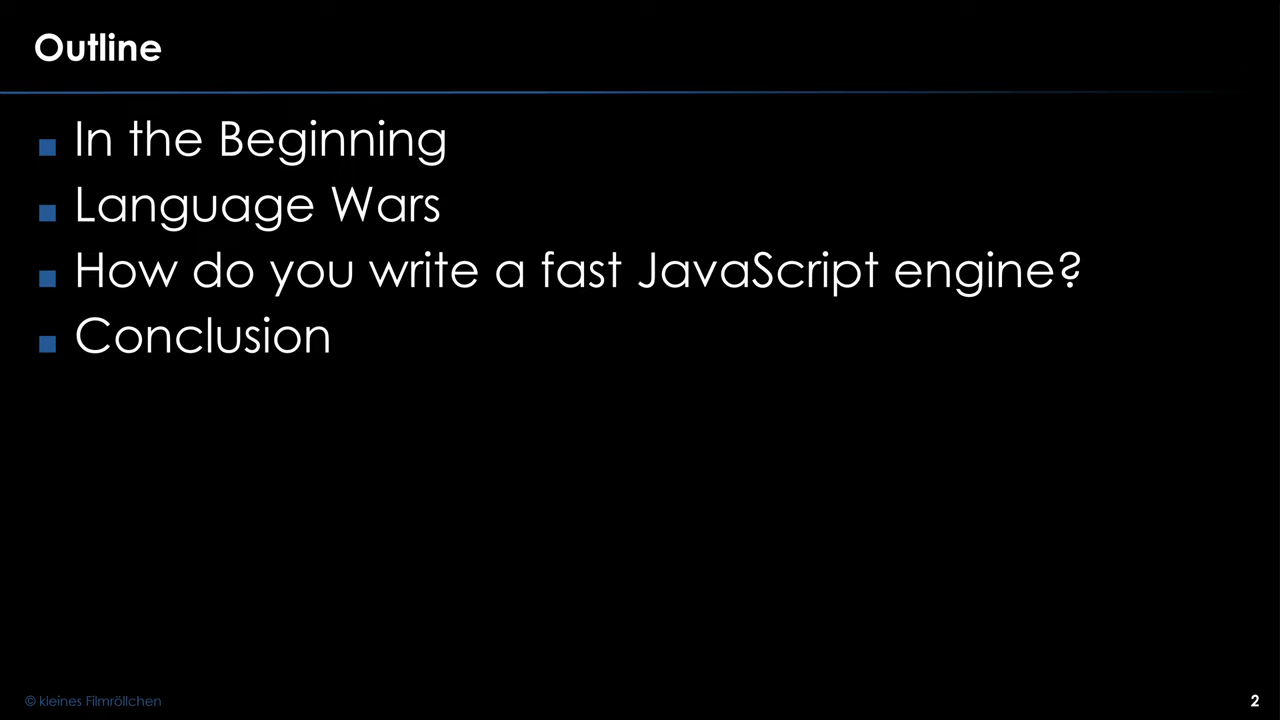 Outline
In the Beginning
Language Wars
How do you write a fast JavaScript engine?
Conclusion
© kleines Filmröllchen
2